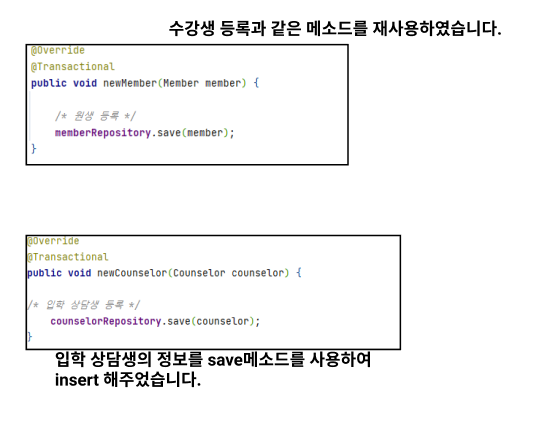 수강생 등록과 같은 메소드를 재사용하였습니다.
@Override
@Transactional
public void newMember(Member member) {
/* 원생 등록 */
memberRepository.save(member);
}
@Override
@Transactional
public void newCounselor(Counselor counselor) {
/* 입학 상담생 등록 */
counselorRepository.save(counselor);
}
입학 상담생의 정보를 save메소드를 사용하여
insert 해주었습니다.